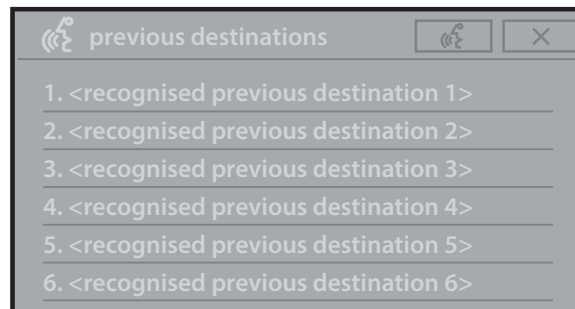 previous destinations
1. <recognised previous destination 1>
2. <recognised previous destination 2>
3. <recognised previous destination 3>
4. <recognised previous destination 4>
5. <recognised previous destination 5>
6. <recognised previous destination 6>